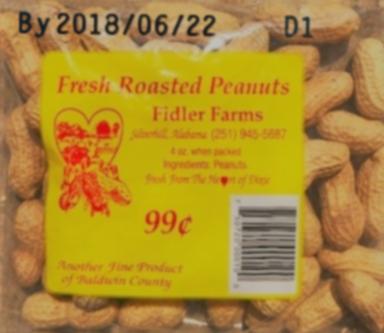 By 2018/06/22 D1
Fresh Roasted Peanuts
Fidler Farms
Silverhill, Alabama (251) 945-5687
4 oz. when packed
Ingredients: Peanuts
Fresh From The Heart of Dixie
99¢
Another Fine Product
of Baldwin County